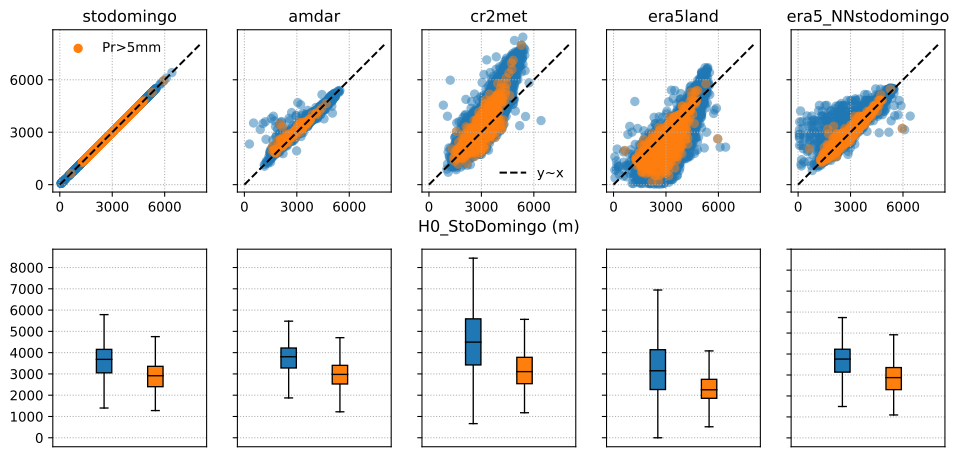 stodomingo amdar cr2met era5land era5_NNstodomingo
Pr>5mm
6000
3000
0
y~x
0 3000 6000 0 3000 6000 0 3000 6000 0 3000 6000 0 3000 6000
H0_StoDomingo (m)
8000
7000
6000
5000
4000
3000
2000
1000
0